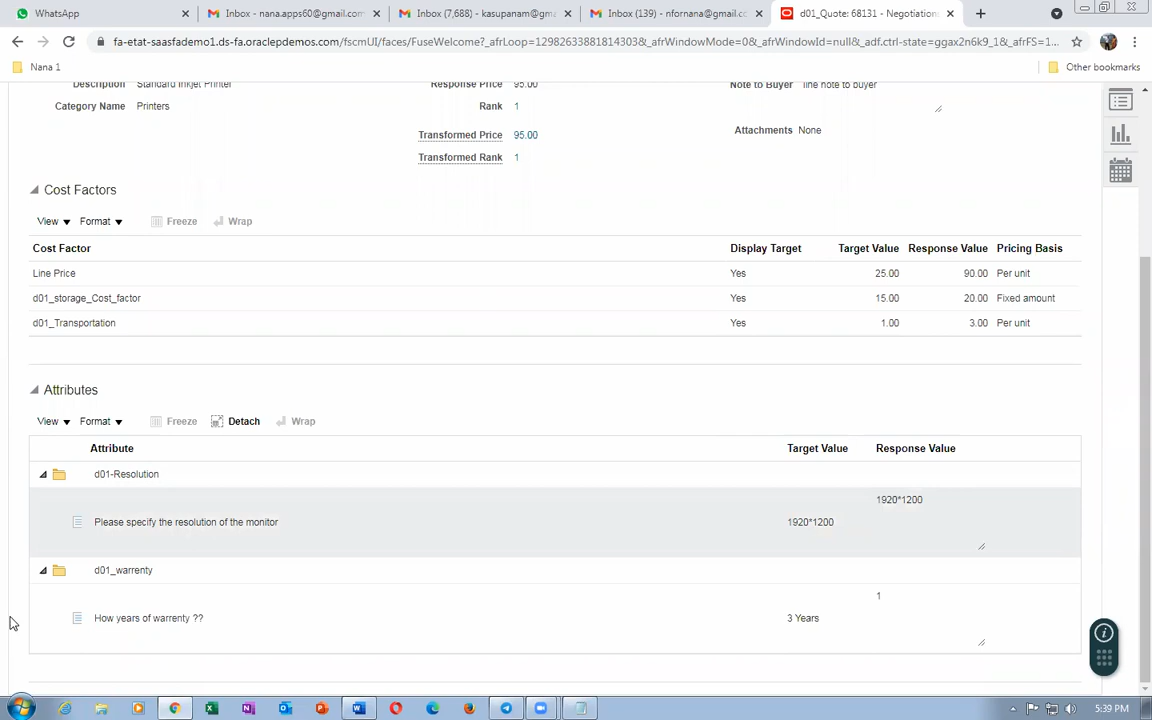 WhatsApp
Inbox - nana.apps60@gmail.com
Inbox (7,688) - kasupanam@gma
Inbox (139) - nfornana@gmail.cc
d01_Quote: 68131 - Negotiations
fa-etat-saasfademo1.ds-fa.oraclepdemos.com/fscmUI/faces/FuseWelcome?_afrLoop=12982633881814303&_afrWindowMode=0&_afrWindowId=null&_adf.ctrl-state=ggax2n6k9_1&_afrFS=1...
Nana 1
Other bookmarks
Description Standard Inkjet Printer
Response Price 95.00
Note to Buyer line note to buyer
Category Name Printers
Rank 1
Transformed Price 95.00
Attachments None
Transformed Rank 1
Cost Factors
View Format Freeze Wrap
Cost Factor Display Target Target Value Response Value Pricing Basis
Line Price Yes 25.00 90.00 Per unit
d01_storage_Cost_factor Yes 15.00 20.00 Fixed amount
d01_Transportation Yes 1.00 3.00 Per unit
Attributes
View Format Freeze Detach Wrap
Attribute Target Value Response Value
d01-Resolution
1920*1200
Please specify the resolution of the monitor 1920*1200
d01_warrenty
1
How years of warrenty ?? 3 Years
5:39 PM